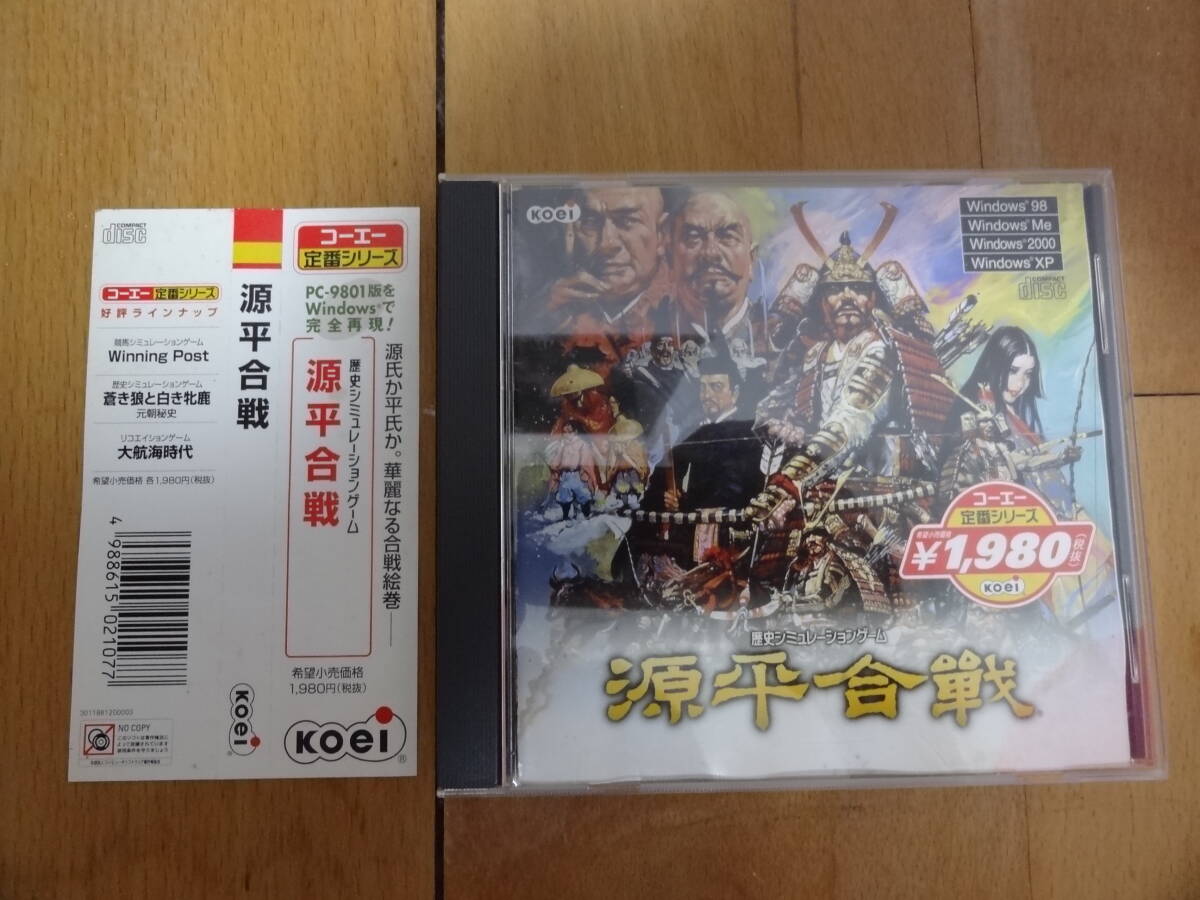 COMPACT
disc
コーエー 定番シリーズ
好評ラインナップ
競馬シミュレーションゲーム
Winning Post
歴史シミュレーションゲーム
蒼き狼と白き牝鹿
元朝秘史
リコエイションゲーム
大航海時代
希望小売価格 各1,980円(税抜)
4 988615 021077
3011881200003
NO COPY
源平合戦
KOEI
®
コーエー
定番シリーズ
PC-9801版を
Windows®で
完全再現!
源氏か平氏か。華麗なる合戦絵巻——
歴史シミュレーションゲーム
源平合戦
希望小売価格
1,980円(税抜)
KOEI
®
KOEI
Windows® 98
Windows® Me
Windows® 2000
Windows® XP
COMPACT
disc
コーエー
定番シリーズ
希望小売価格
¥1,980(税抜)
KOEI
歴史シミュレーションゲーム
源平合戦